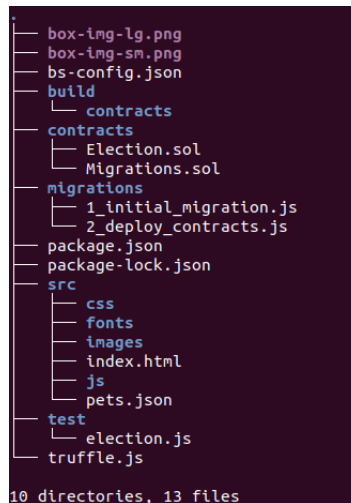 .
├── box-img-lg.png
├── box-img-sm.png
├── bs-config.json
├── build
│   └── contracts
├── contracts
│   ├── Election.sol
│   └── Migrations.sol
├── migrations
│   ├── 1_initial_migration.js
│   └── 2_deploy_contracts.js
├── package.json
├── package-lock.json
├── src
│   ├── css
│   ├── fonts
│   ├── images
│   ├── index.html
│   ├── js
│   └── pets.json
├── test
│   └── election.js
└── truffle.js
10 directories, 13 files